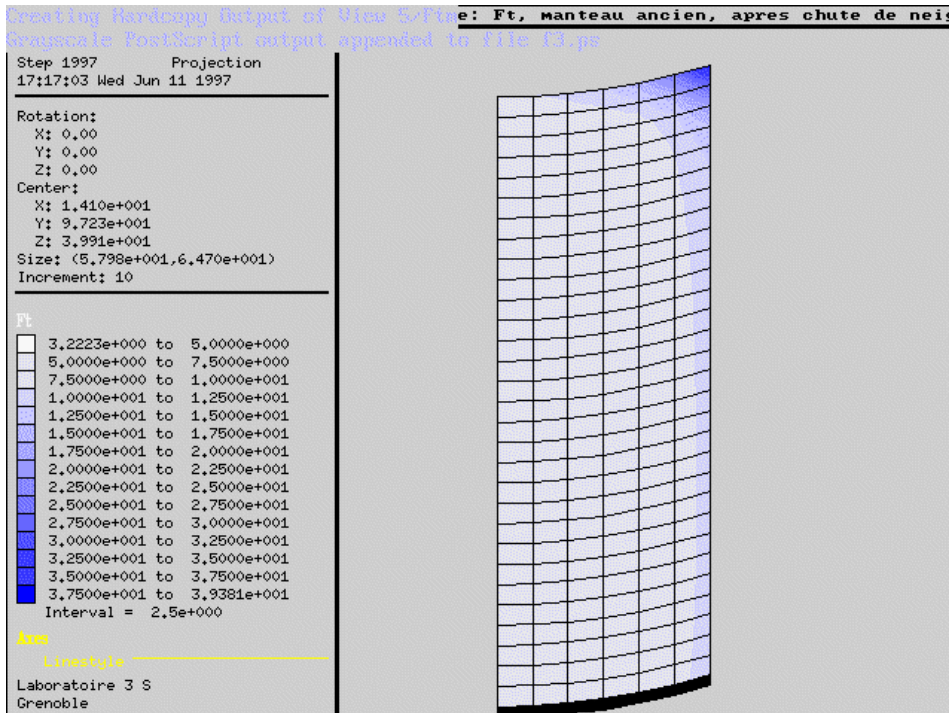 Creating Hardcopy Output of View 5/Ftme: Ft, manteau ancien, apres chute de neig
Grayscale PostScript output appended to file f3.ps
Step 1997 Projection
17:17:03 Wed Jun 11 1997
Rotation:
X: 0.00
Y: 0.00
Z: 0.00
Center:
X: 1.410e+001
Y: 9.723e+001
Z: 3.991e+001
Size: (5.798e+001,6.470e+001)
Increment: 10
Ft
3.2223e+000 to 5.0000e+000
5.0000e+000 to 7.5000e+000
7.5000e+000 to 1.0000e+001
1.0000e+001 to 1.2500e+001
1.2500e+001 to 1.5000e+001
1.5000e+001 to 1.7500e+001
1.7500e+001 to 2.0000e+001
2.0000e+001 to 2.2500e+001
2.2500e+001 to 2.5000e+001
2.5000e+001 to 2.7500e+001
2.7500e+001 to 3.0000e+001
3.0000e+001 to 3.2500e+001
3.2500e+001 to 3.5000e+001
3.5000e+001 to 3.7500e+001
3.7500e+001 to 3.9381e+001
Interval = 2.5e+000
Axes
Linestyle
Laboratoire 3 S
Grenoble